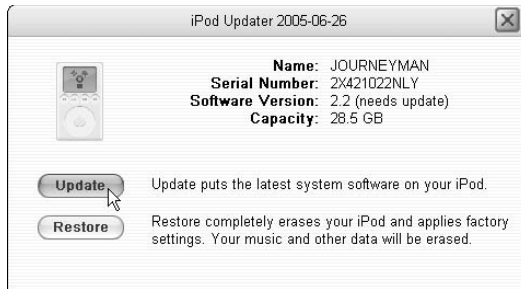 iPod Updater 2005-06-26
Name: JOURNEYMAN
Serial Number: 2X421022NLY
Software Version: 2.2 (needs update)
Capacity: 28.5 GB
Update Update puts the latest system software on your iPod.
Restore Restore completely erases your iPod and applies factory
settings. Your music and other data will be erased.